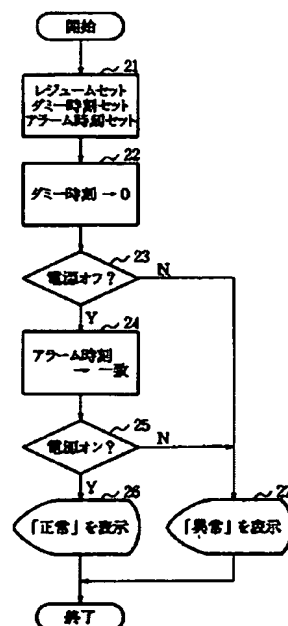 開始
21
レジュームセット
ダミー時刻セット
アラーム時刻セット
22
ダミー時刻→0
23
電源オフ?
N
Y
24
アラーム時刻
→一致
25
電源オン?
N
Y
26
「正常」を表示
27
「異常」を表示
終了